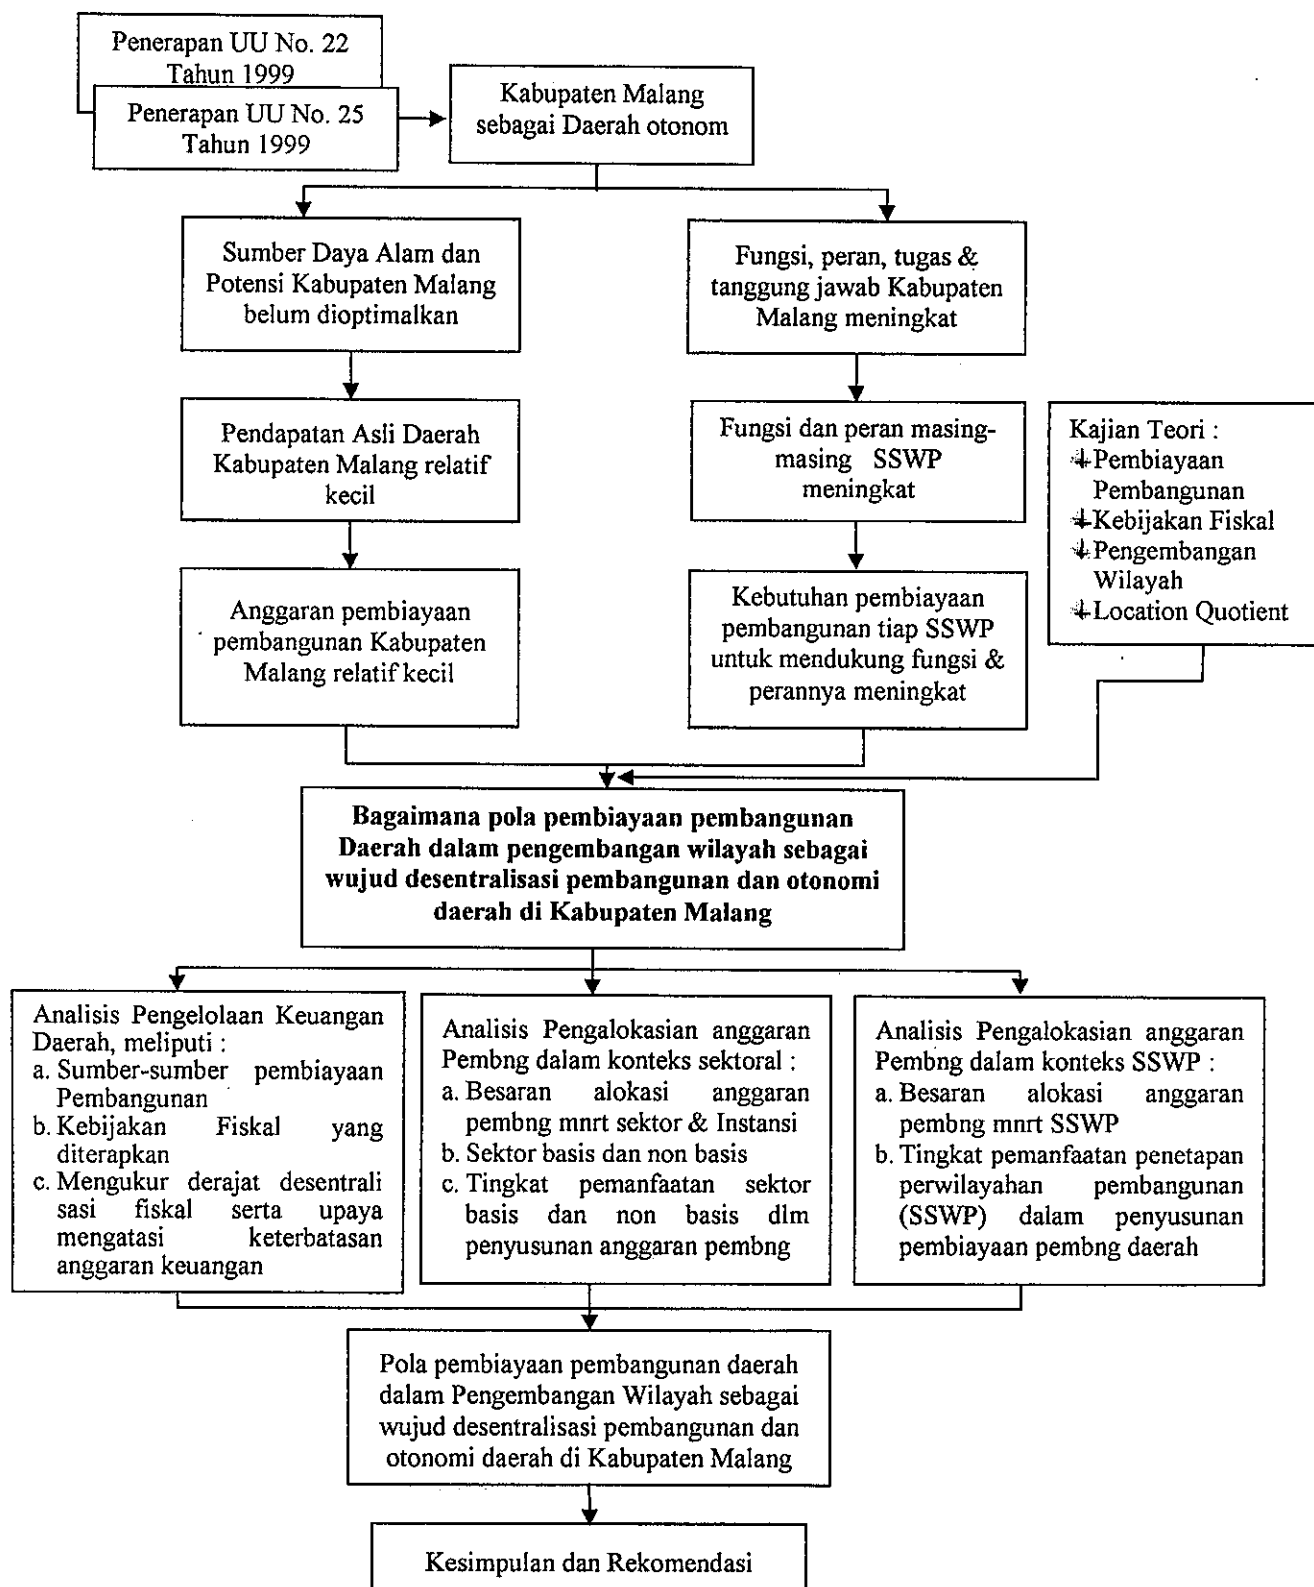 Penerapan UU No. 22
Tahun 1999
Penerapan UU No. 25
Tahun 1999
Kabupaten Malang
sebagai Daerah otonom
Sumber Daya Alam dan
Potensi Kabupaten Malang
belum dioptimalkan
Fungsi, peran, tugas &
tanggung jawab Kabupaten
Malang meningkat
Pendapatan Asli Daerah
Kabupaten Malang relatif
kecil
Fungsi dan peran masing-
masing SSWP
meningkat
Kajian Teori :
Pembiayaan
Pembangunan
Kebijakan Fiskal
Pengembangan
Wilayah
Location Quotient
Anggaran pembiayaan
pembangunan Kabupaten
Malang relatif kecil
Kebutuhan pembiayaan
pembangunan tiap SSWP
untuk mendukung fungsi &
perannya meningkat
Bagaimana pola pembiayaan pembangunan
Daerah dalam pengembangan wilayah sebagai
wujud desentralisasi pembangunan dan otonomi
daerah di Kabupaten Malang
Analisis Pengelolaan Keuangan
Daerah, meliputi :
a. Sumber-sumber pembiayaan
Pembangunan
b. Kebijakan Fiskal yang
diterapkan
c. Mengukur derajat desentrali
sasi fiskal serta upaya
mengatasi keterbatasan
anggaran keuangan
Analisis Pengalokasian anggaran
Pembng dalam konteks sektoral :
a. Besaran alokasi anggaran
pembng mnrt sektor & Instansi
b. Sektor basis dan non basis
c. Tingkat pemanfaatan sektor
basis dan non basis dlm
penyusunan anggaran pembng
Analisis Pengalokasian anggaran
Pembng dalam konteks SSWP :
a. Besaran alokasi anggaran
pembng mnrt SSWP
b. Tingkat pemanfaatan penetapan
perwilayahan pembangunan
(SSWP) dalam penyusunan
pembiayaan pembng daerah
Pola pembiayaan pembangunan daerah
dalam Pengembangan Wilayah sebagai
wujud desentralisasi pembangunan dan
otonomi daerah di Kabupaten Malang
Kesimpulan dan Rekomendasi